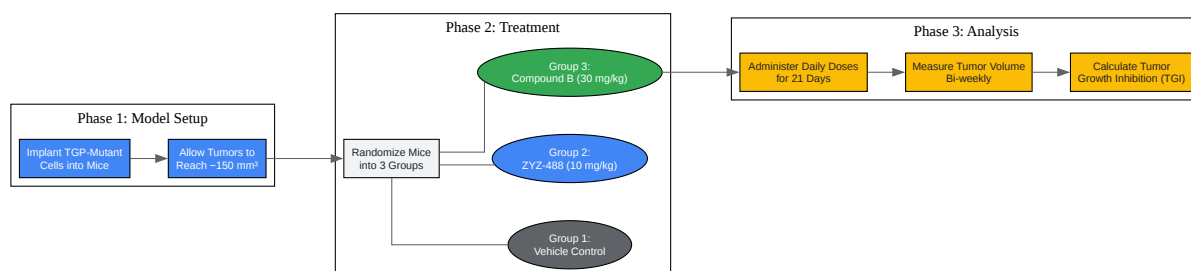 Phase 1: Model Setup
Implant TGP-Mutant
Cells into Mice
Allow Tumors to
Reach ~150 mm³
Phase 2: Treatment
Randomize Mice
into 3 Groups
Group 3:
Compound B (30 mg/kg)
Group 2:
ZYZ-488 (10 mg/kg)
Group 1:
Vehicle Control
Phase 3: Analysis
Administer Daily Doses
for 21 Days
Measure Tumor Volume
Bi-weekly
Calculate Tumor
Growth Inhibition (TGI)